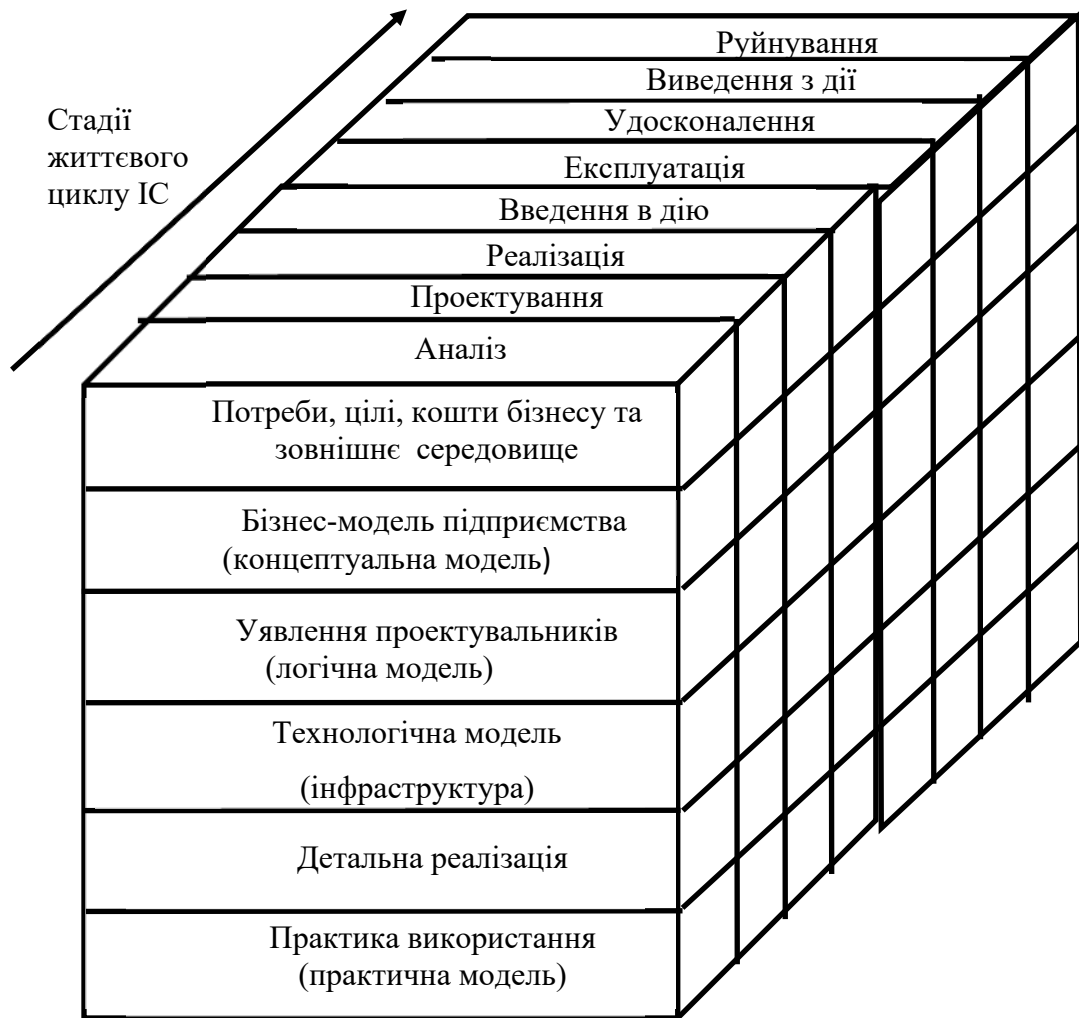 Руйнування
Виведення з дії
Удосконалення
Експлуатація
Введення в дію
Реалізація
Проектування
Аналіз
Стадії
життєвого
циклу ІС
Потреби, цілі, кошти бізнесу та
зовнішнє середовище
Бізнес-модель підприємства
(концептуальна модель)
Уявлення проектувальників
(логічна модель)
Технологічна модель
(інфраструктура)
Детальна реалізація
Практика використання
(практична модель)